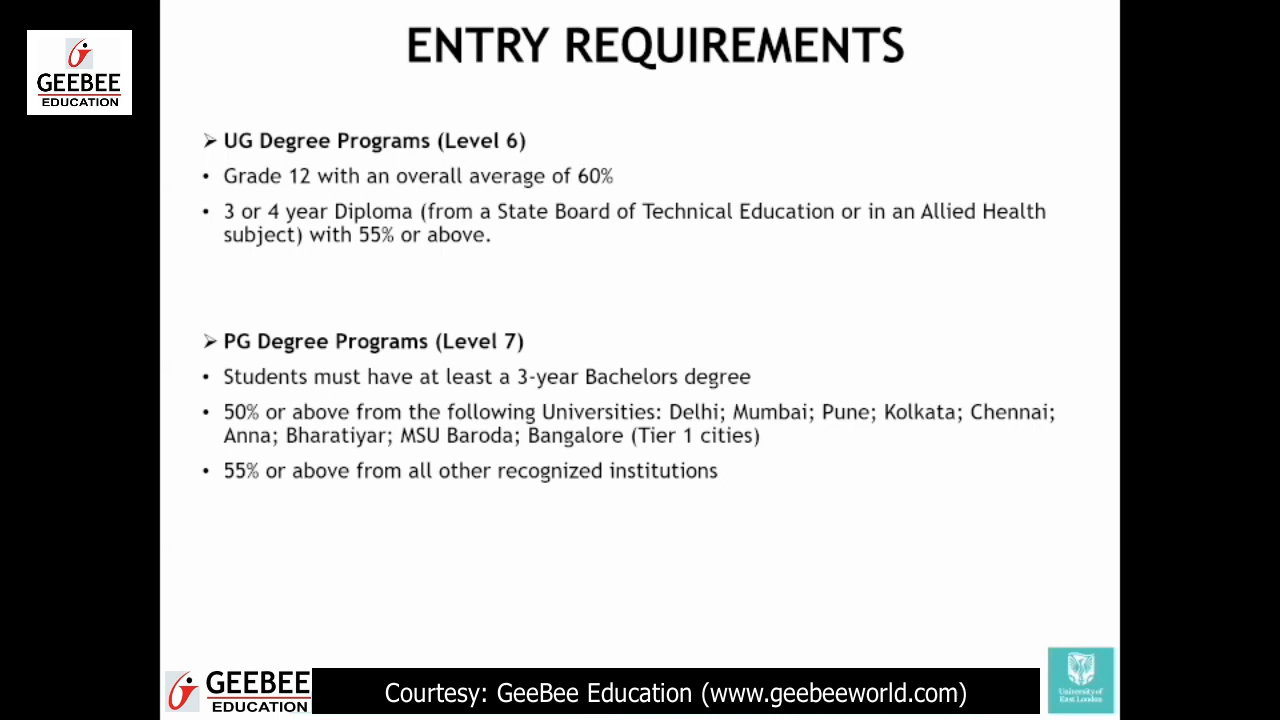 GEEBEE
EDUCATION
ENTRY REQUIREMENTS
➢ UG Degree Programs (Level 6)
• Grade 12 with an overall average of 60%
• 3 or 4 year Diploma (from a State Board of Technical Education or in an Allied Health
subject) with 55% or above.
➢ PG Degree Programs (Level 7)
• Students must have at least a 3-year Bachelors degree
• 50% or above from the following Universities: Delhi; Mumbai; Pune; Kolkata; Chennai;
Anna; Bharatiyar; MSU Baroda; Bangalore (Tier 1 cities)
• 55% or above from all other recognized institutions
GEEBEE
EDUCATION
Courtesy: GeeBee Education (www.geebeeworld.com)
University of
East London